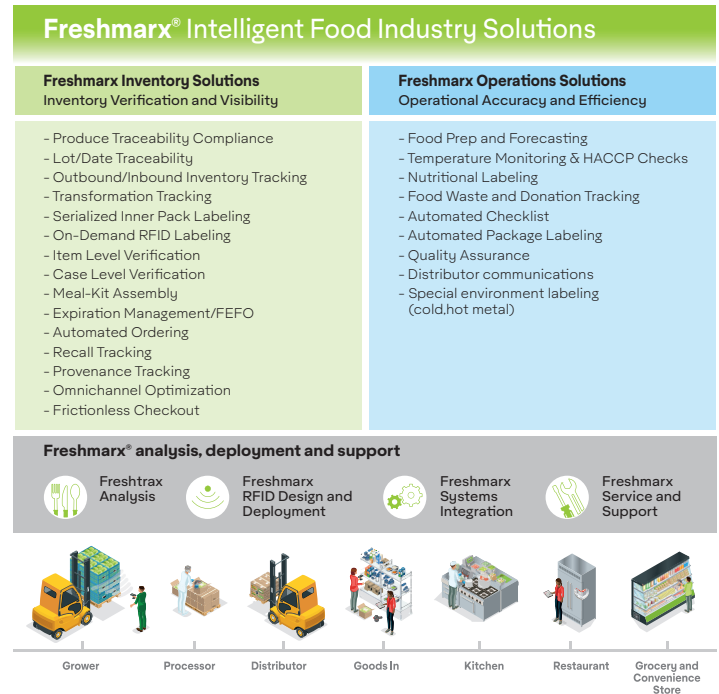 Freshmarx® Intelligent Food Industry Solutions
Freshmarx Inventory Solutions
Inventory Verification and Visibility
- Produce Traceability Compliance
- Lot/Date Traceability
- Outbound/Inbound Inventory Tracking
- Transformation Tracking
- Serialized Inner Pack Labeling
- On-Demand RFID Labeling
- Item Level Verification
- Case Level Verification
- Meal-Kit Assembly
- Expiration Management/FEFO
- Automated Ordering
- Recall Tracking
- Provenance Tracking
- Omnichannel Optimization
- Frictionless Checkout
Freshmarx Operations Solutions
Operational Accuracy and Efficiency
- Food Prep and Forecasting
- Temperature Monitoring & HACCP Checks
- Nutritional Labeling
- Food Waste and Donation Tracking
- Automated Checklist
- Automated Package Labeling
- Quality Assurance
- Distributor communications
- Special environment labeling
(cold,hot metal)
Freshmarx® analysis, deployment and support
Freshtrax
Analysis
Freshmarx
RFID Design and
Deployment
Freshmarx
Systems
Integration
Freshmarx
Service and
Support
Grower
Processor
Distributor
Goods In
Kitchen
Restaurant
Grocery and
Convenience
Store